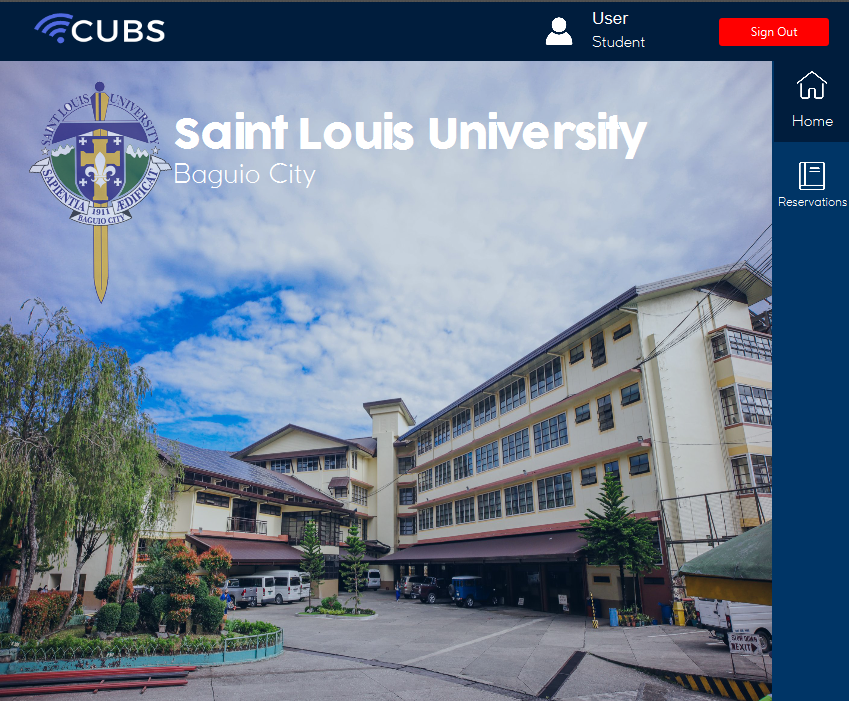 CUBS
User
Student
Sign Out
Home
Reservations
Saint Louis University
Baguio City
SAINT LOUIS UNIVERSITY
SAPIENTIA ÆDIFICAT
1911
BAGUIO CITY
SLOW DOWN
EXIT